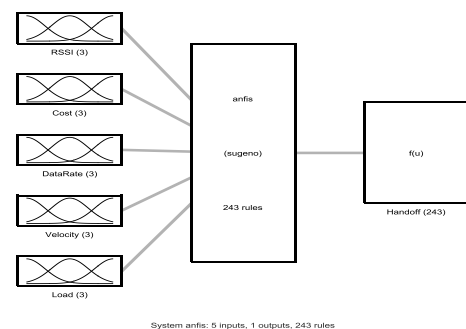 RSSI (3)
Cost (3)
DataRate (3)
Velocity (3)
Load (3)
anfis
(sugeno)
243 rules
f(u)
Handoff (243)
System anfis: 5 inputs, 1 outputs, 243 rules